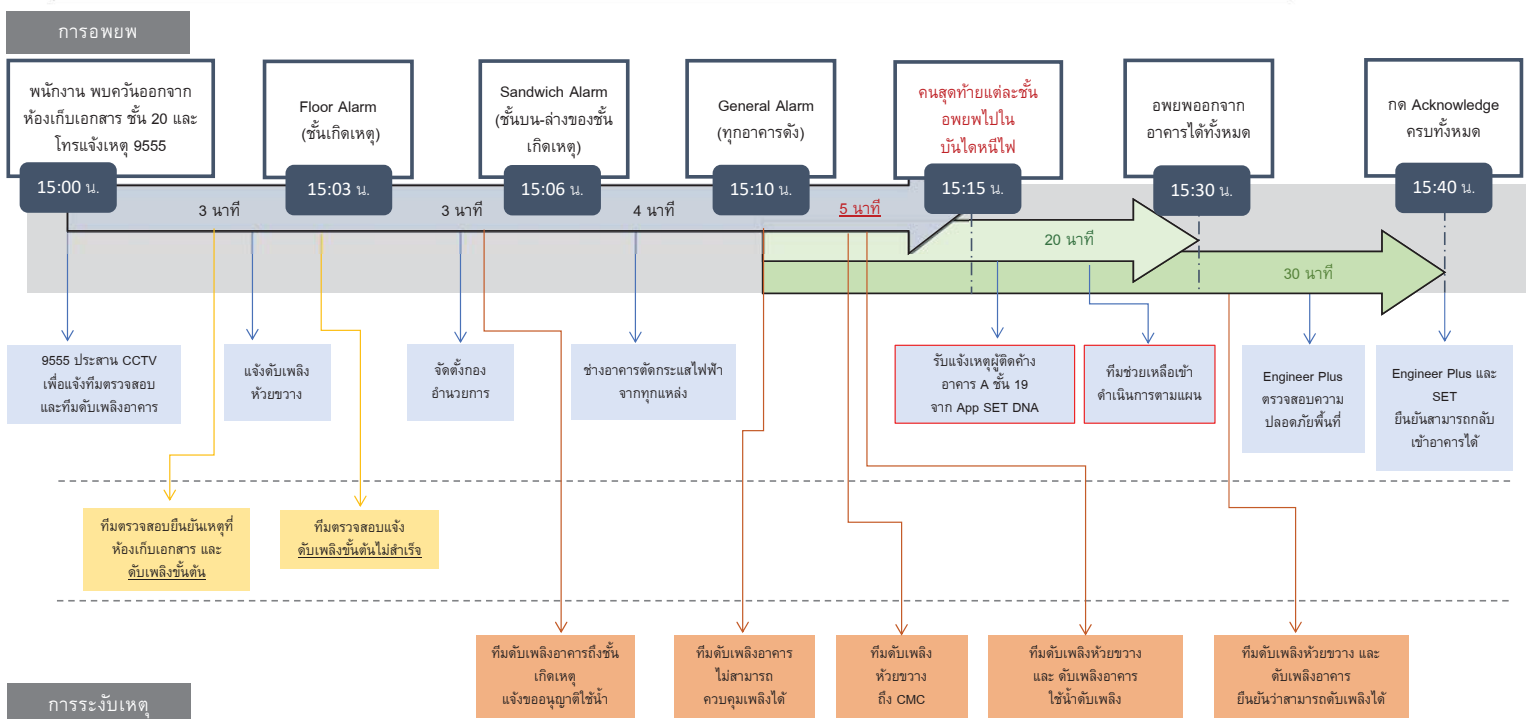 การอพยพ
พนักงาน พบควันออกจาก
ห้องเก็บเอกสาร ชั้น 20 และ
โทรแจ้งเหตุ 9555
Floor Alarm
(ชั้นเกิดเหตุ)
Sandwich Alarm
(ชั้นบน-ล่างของชั้น
เกิดเหตุ)
General Alarm
(ทุกอาคารดัง)
คนสุดท้ายแต่ละชั้น
อพยพไปใน
บันไดหนีไฟ
อพยพออกจาก
อาคารได้ทั้งหมด
กด Acknowledge
ครบทั้งหมด
15:00 น.
15:03 น.
15:06 น.
15:10 น.
15:15 น.
15:30 น.
15:40 น.
3 นาที
3 นาที
4 นาที
5 นาที
20 นาที
30 นาที
9555 ประสาน CCTV
เพื่อแจ้งทีมตรวจสอบ
และทีมดับเพลิงอาคาร
แจ้งดับเพลิง
ห้วยขวาง
จัดตั้งกอง
อำนวยการ
ช่างอาคารตัดกระแสไฟฟ้า
จากทุกแหล่ง
รับแจ้งเหตุผู้ติดค้าง
อาคาร A ชั้น 19
จาก App SET DNA
ทีมช่วยเหลือเข้า
ดำเนินการตามแผน
Engineer Plus
ตรวจสอบความ
ปลอดภัยพื้นที่
Engineer Plus และ
SET
ยืนยันสามารถกลับ
เข้าอาคารได้
ทีมตรวจสอบยืนยันเหตุที่
ห้องเก็บเอกสาร และ
ดับเพลิงขั้นต้น
ทีมตรวจสอบแจ้ง
ดับเพลิงขั้นต้นไม่สำเร็จ
ทีมดับเพลิงอาคารถึงชั้น
เกิดเหตุ
แจ้งขออนุญาติใช้น้ำ
ทีมดับเพลิงอาคาร
ไม่สามารถ
ควบคุมเพลิงได้
ทีมดับเพลิง
ห้วยขวาง
ถึง CMC
ทีมดับเพลิงห้วยขวาง
และ ดับเพลิงอาคาร
ใช้น้ำดับเพลิง
ทีมดับเพลิงห้วยขวาง และ
ดับเพลิงอาคาร
ยืนยันว่าสามารถดับเพลิงได้
การระงับเหตุ